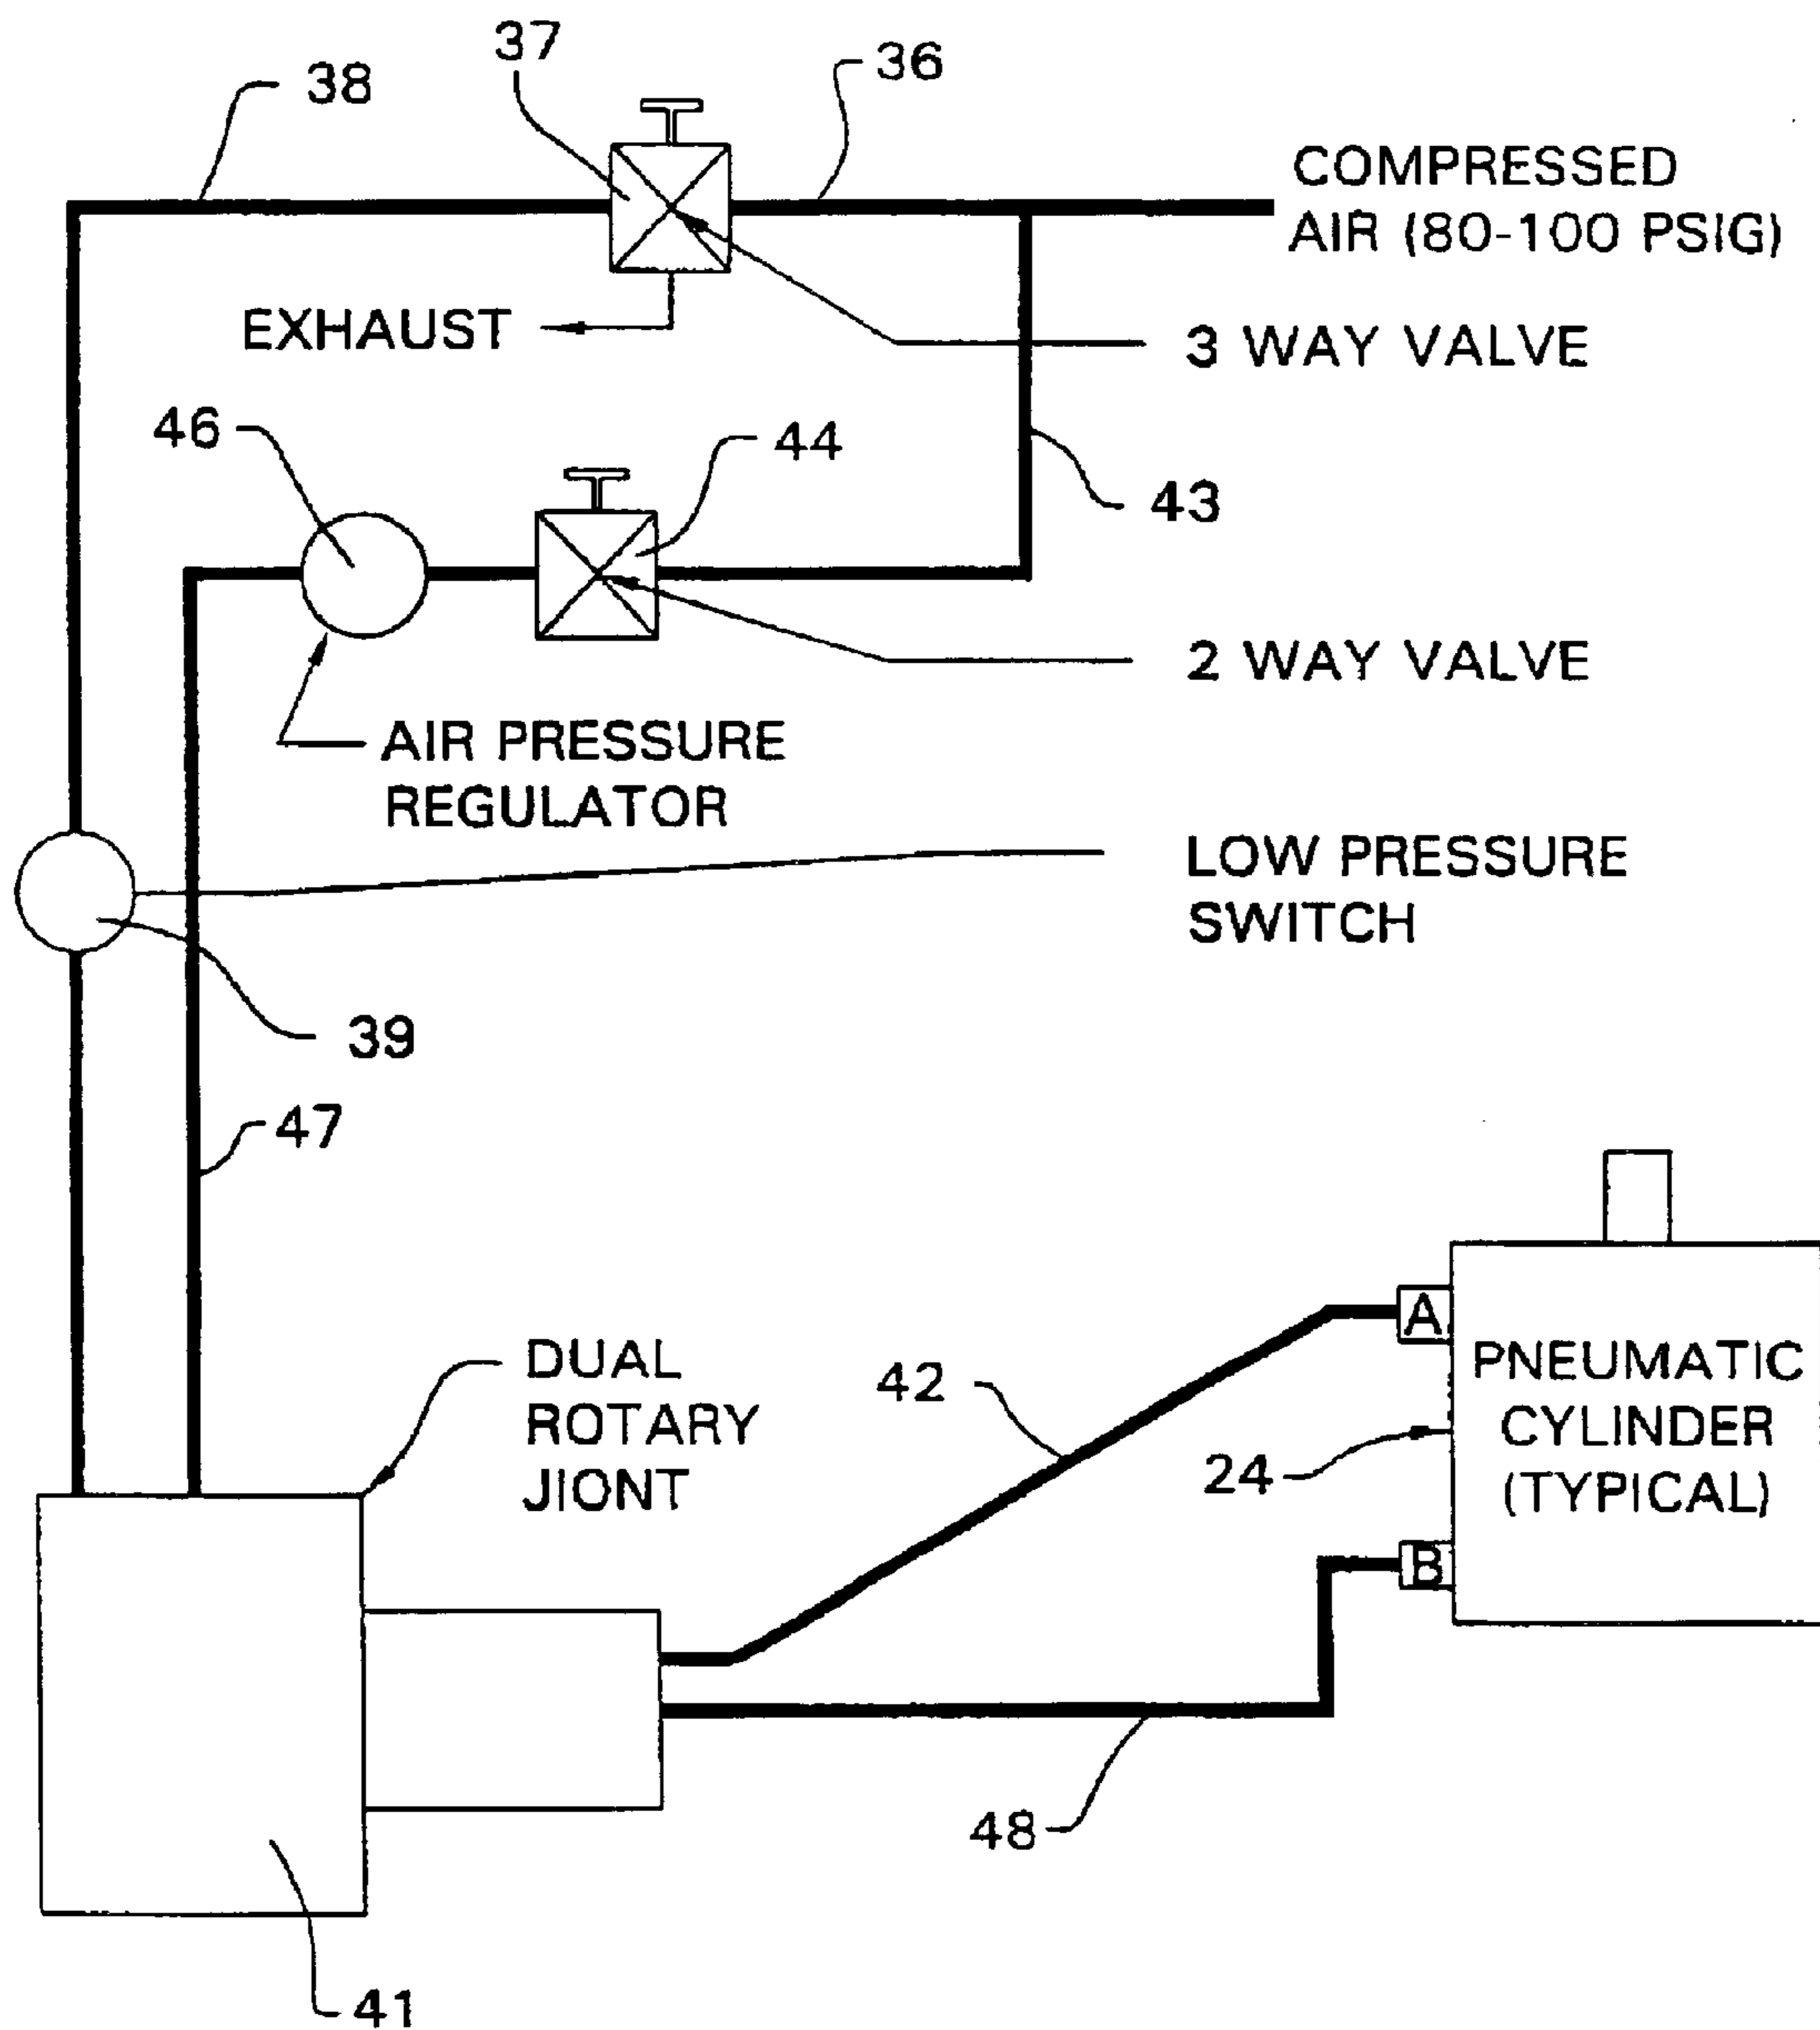 37
36
38
COMPRESSED
AIR (80-100 PSIG)
EXHAUST
3 WAY VALVE
46
44
43
2 WAY VALVE
AIR PRESSURE
REGULATOR
LOW PRESSURE
SWITCH
39
47
DUAL
ROTARY
JIONT
42
A
PNEUMATIC
CYLINDER
(TYPICAL)
24
B
48
41